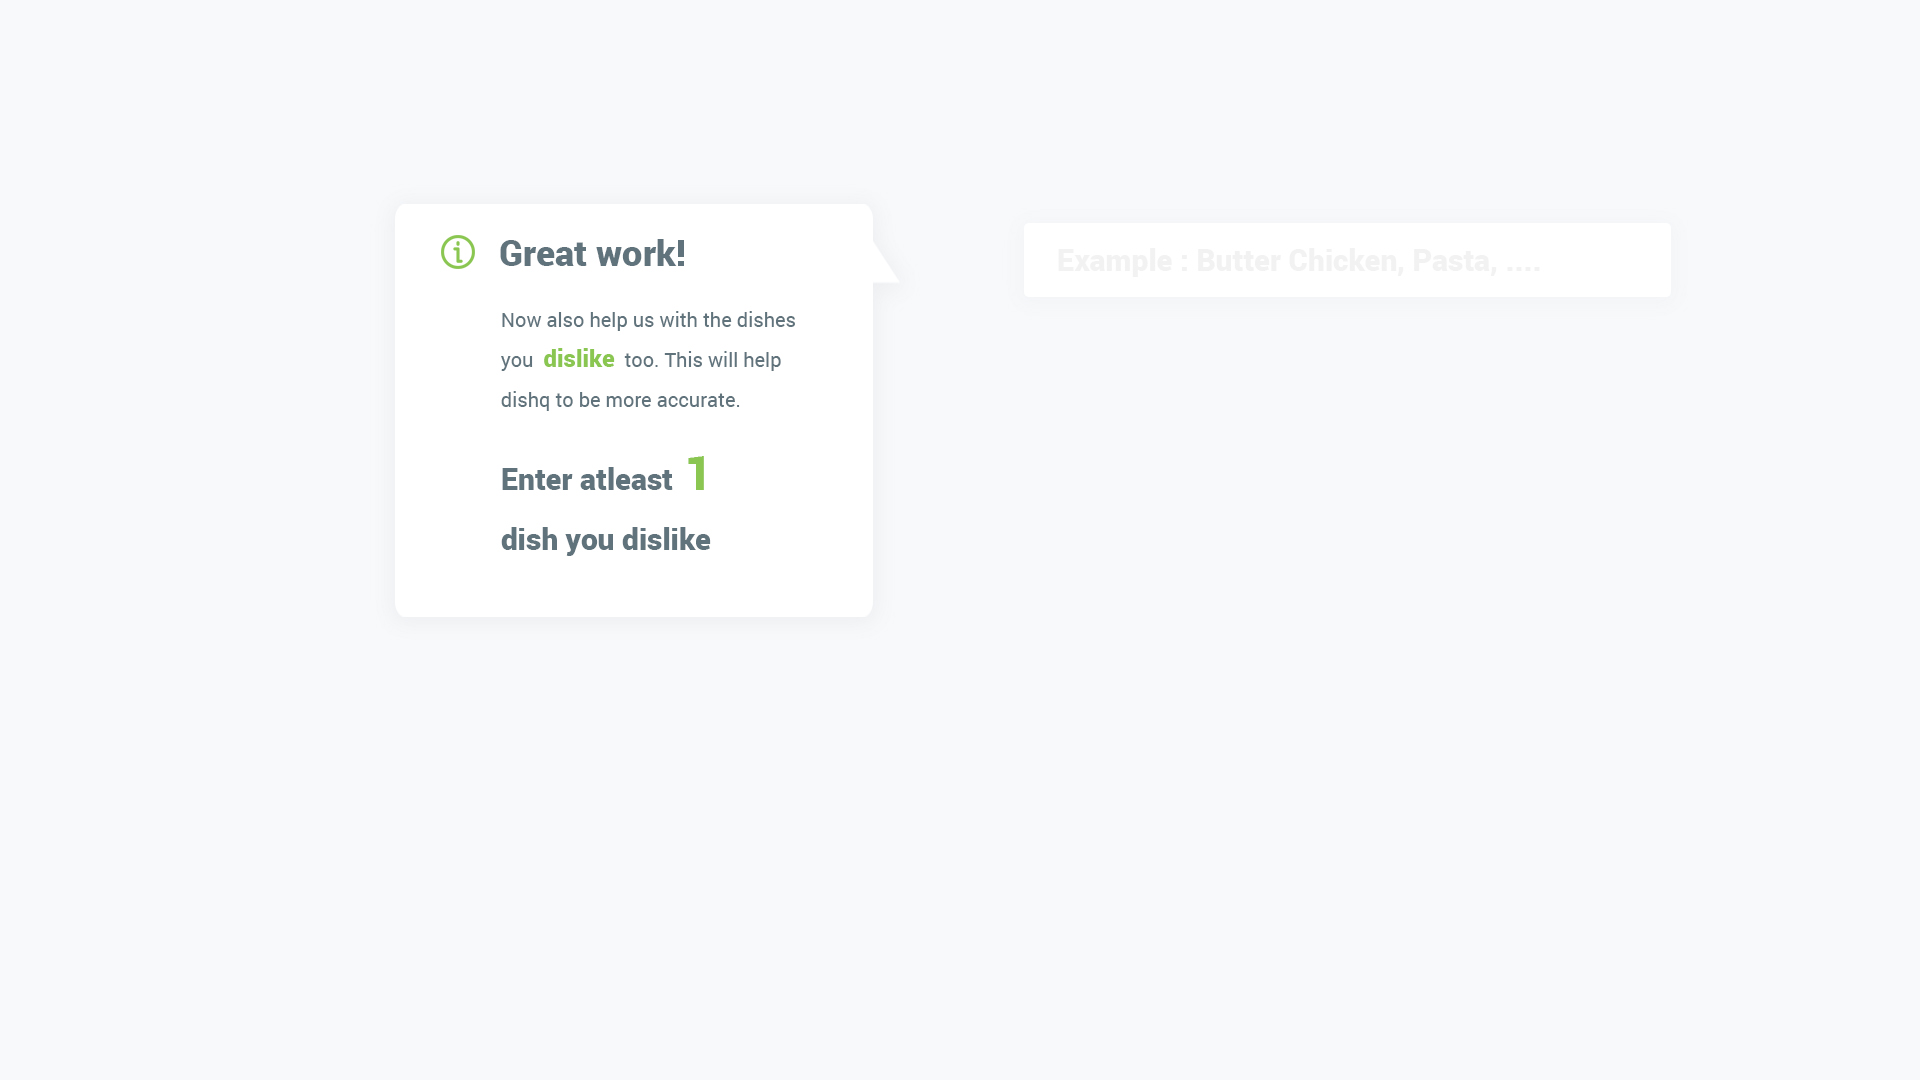 Great work!
Now also help us with the dishes
you dislike too. This will help
dishq to be more accurate.
Enter atleast 1
dish you dislike
Example : Butter Chicken, Pasta, ....